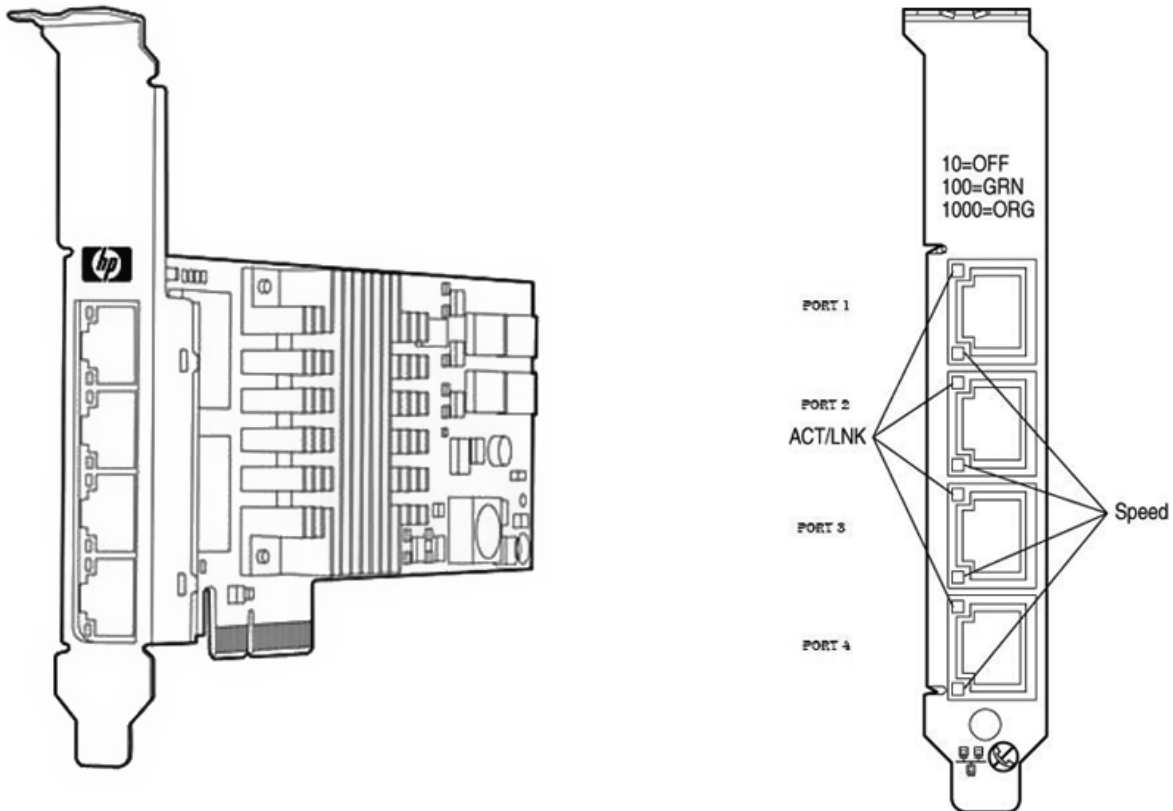 hp
10=OFF
100=GRN
1000=ORG
PORT 1
PORT 2
ACT/LNK
Speed
PORT 3
PORT 4